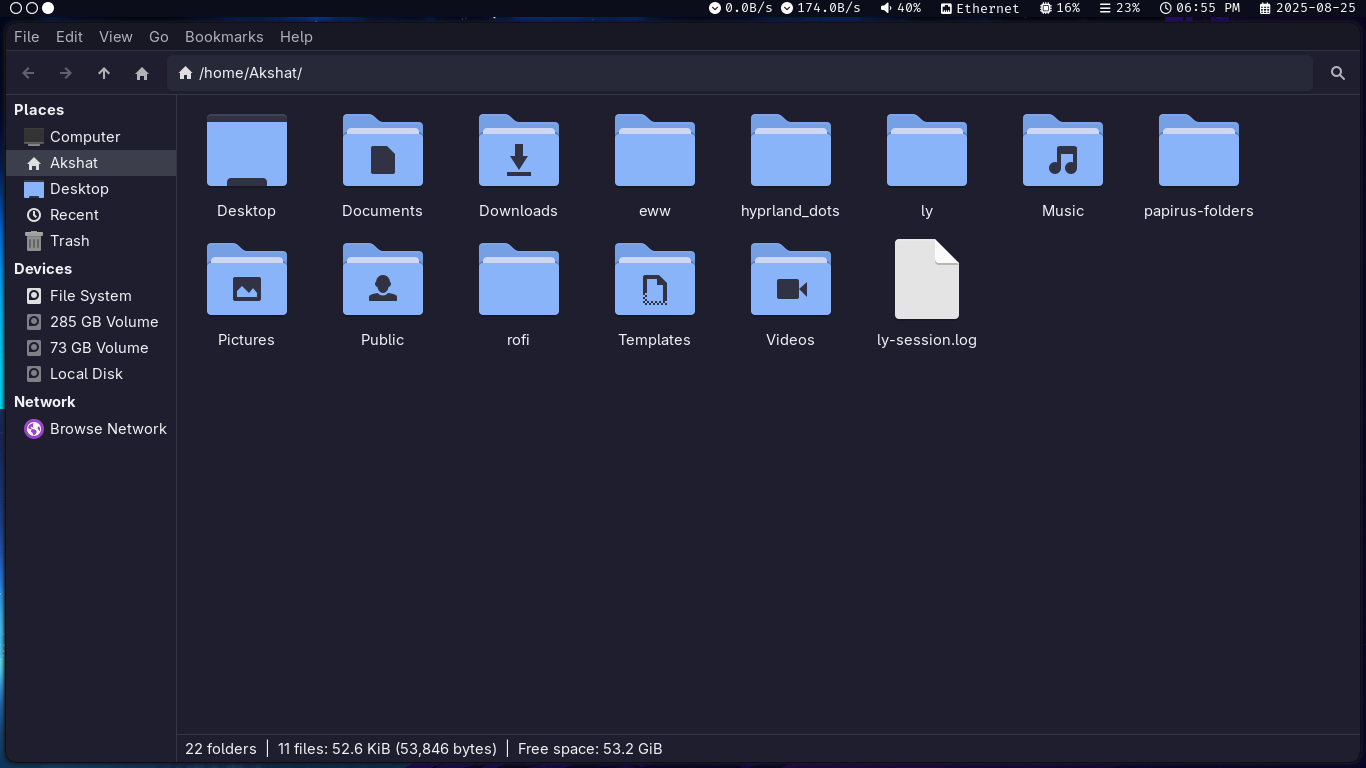 0.0B/s 174.0B/s 40% Ethernet 16% 23% 06:55 PM 2025-08-25
File Edit View Go Bookmarks Help
/home/Akshat/
Places
Computer
Akshat
Desktop
Recent
Trash
Devices
File System
285 GB Volume
73 GB Volume
Local Disk
Network
Browse Network
Desktop Documents Downloads eww hyprland_dots ly Music papirus-folders
Pictures Public rofi Templates Videos ly-session.log
22 folders | 11 files: 52.6 KiB (53,846 bytes) | Free space: 53.2 GiB